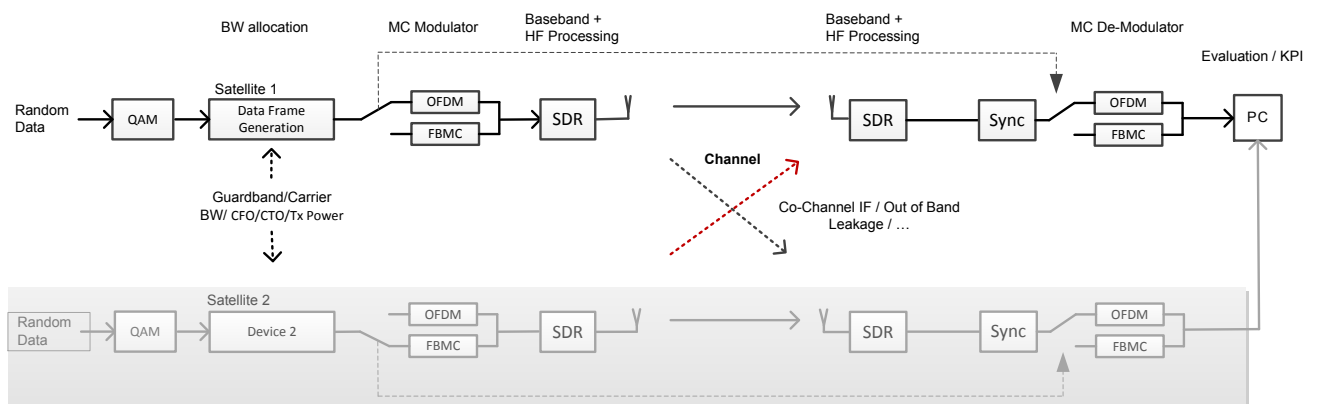 BW allocation
MC Modulator
Baseband +
HF Processing
Baseband +
HF Processing
MC De-Modulator
Evaluation / KPI
Satellite 1
Random
Data
QAM
Data Frame
Generation
OFDM
FBMC
SDR
SDR
Sync
OFDM
FBMC
PC
Channel
Guardband/Carrier
BW/ CFO/CTO/Tx Power
Co-Channel IF / Out of Band
Leakage / ...
Satellite 2
Random
Data
QAM
Device 2
OFDM
FBMC
SDR
SDR
Sync
OFDM
FBMC